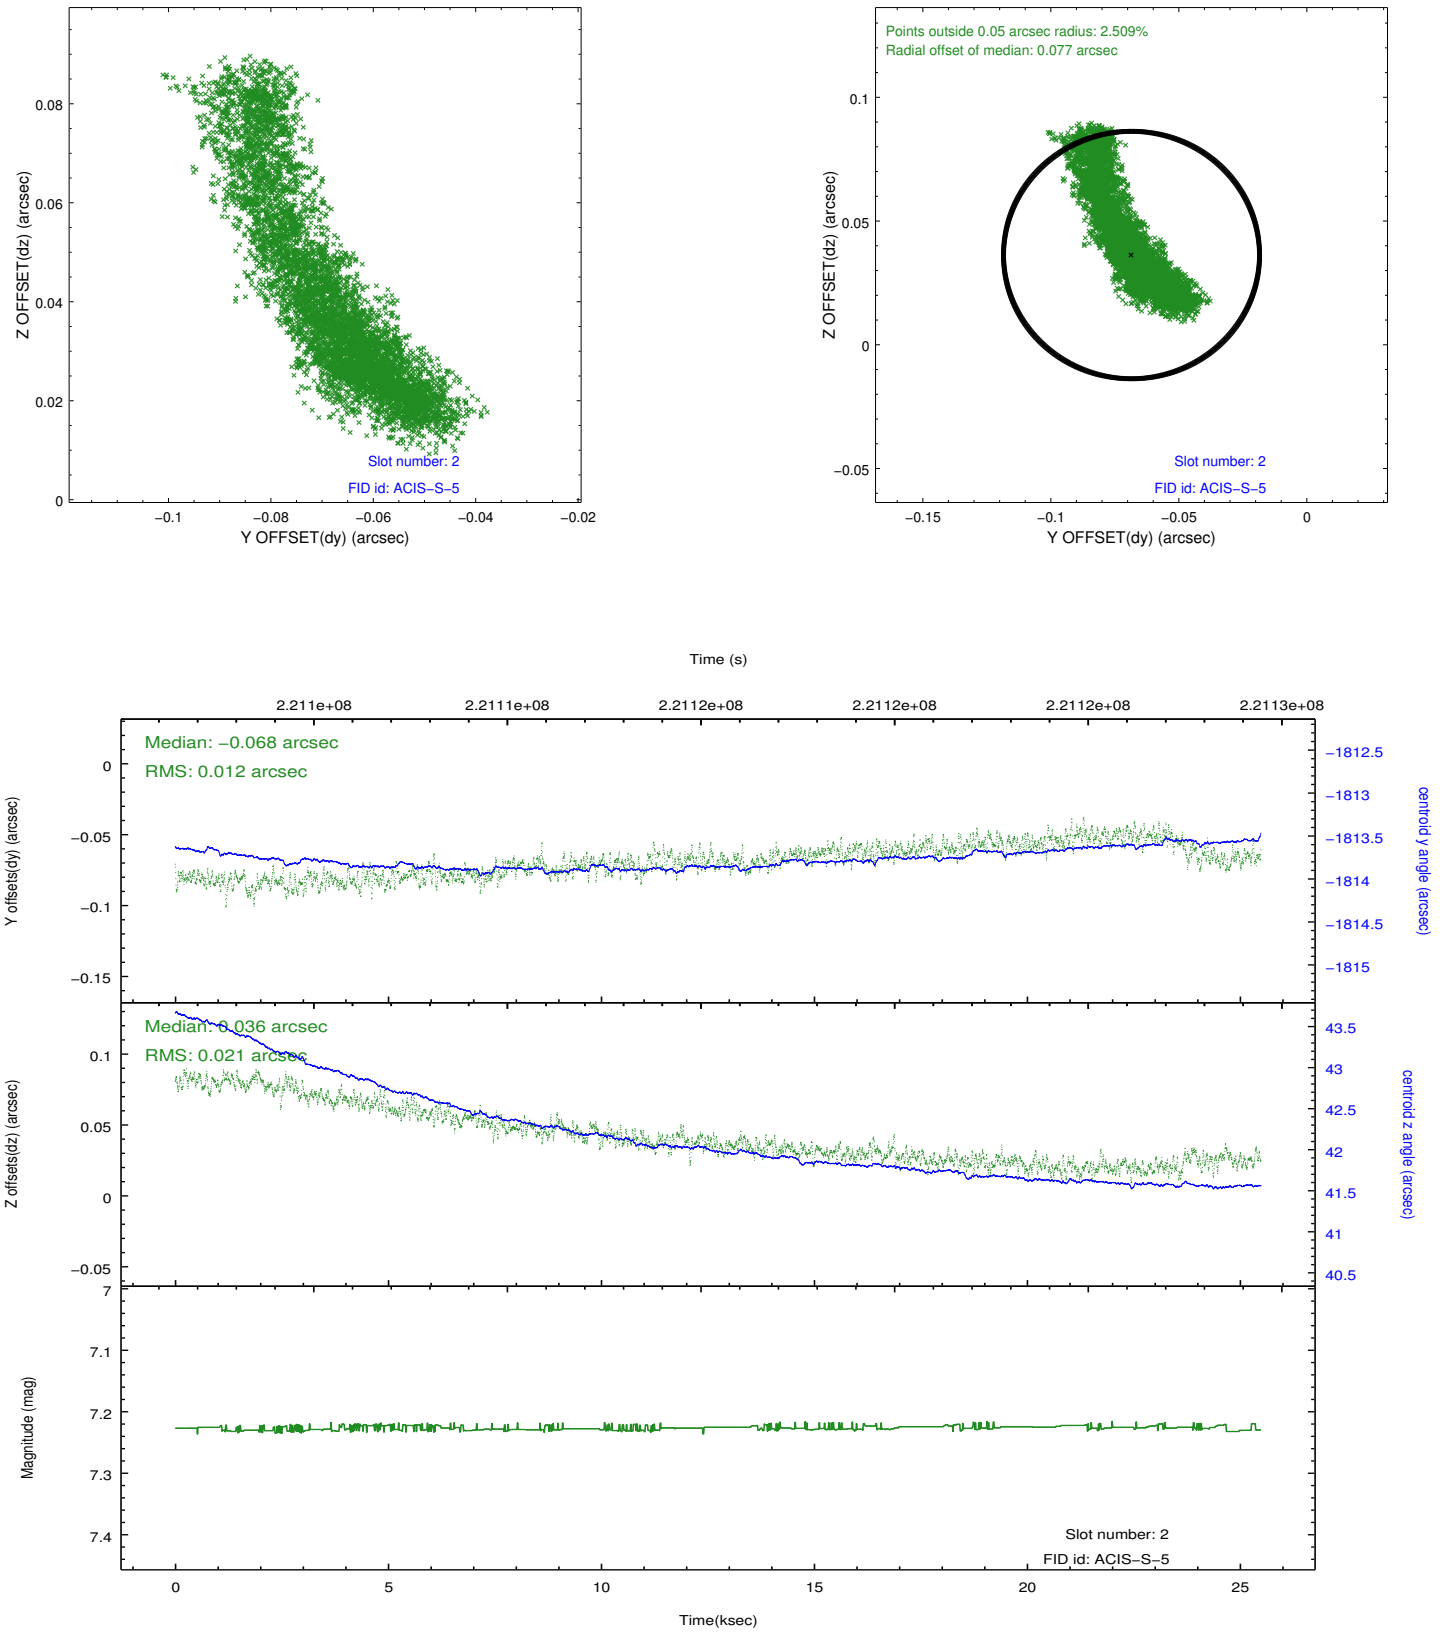 0.08
0.06
0.04
0.02
0
Z OFFSET(dz) (arcsec)
Slot number: 2
FID id: ACIS−S−5
−0.1
−0.08
−0.06
−0.04
−0.02
Y OFFSET(dy) (arcsec)
Points outside 0.05 arcsec radius: 2.509%
Radial offset of median: 0.077 arcsec
0.1
0.05
0
−0.05
Z OFFSET(dz) (arcsec)
Slot number: 2
FID id: ACIS−S−5
−0.15
−0.1
−0.05
0
Y OFFSET(dy) (arcsec)
Time (s)
2.211e+08
2.2111e+08
2.2112e+08
2.2112e+08
2.2112e+08
2.2113e+08
Median: −0.068 arcsec
RMS: 0.012 arcsec
0
−0.05
−0.1
−0.15
Y offsets(dy) (arcsec)
−1812.5
−1813
−1813.5
−1814
−1814.5
−1815
centroid y angle (arcsec)
Median: 0.036 arcsec
RMS: 0.021 arcsec
0.1
0.05
0
−0.05
Z offsets(dz) (arcsec)
43.5
43
42.5
42
41.5
41
40.5
centroid z angle (arcsec)
7
7.1
7.2
7.3
7.4
Magnitude (mag)
Slot number: 2
FID id: ACIS−S−5
0
5
10
15
20
25
Time(ksec)